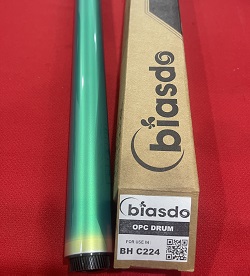 biasdo
biasdo
OPC DRUM
FOR USE IN :
BH C224